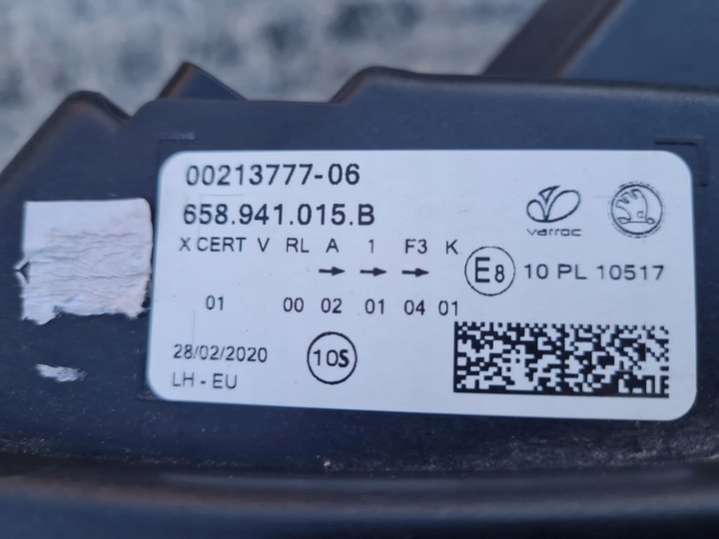 00213777-06
658.941.015.B
varroc
X CERT V RL A 1 F3 K
E8 10 PL 10517
01 00 02 01 04 01
28/02/2020
10S
LH - EU